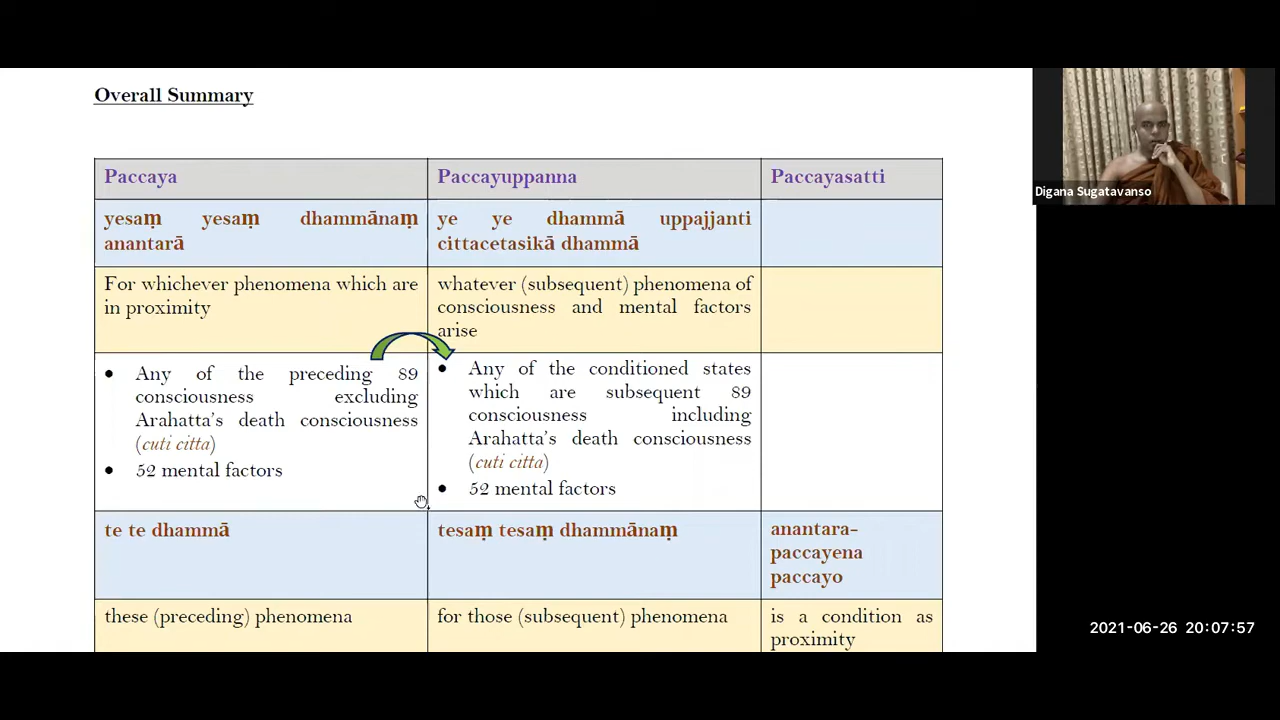 Overall Summary
Paccaya
Paccayuppanna
Paccayasatti
yesaṃ yesaṃ dhammānaṃ
anantarā
ye ye dhammā uppajjanti
cittacetasikā dhammā
For whichever phenomena which are
in proximity
whatever (subsequent) phenomena of
consciousness and mental factors
arise
• Any of the preceding 89
consciousness excluding
Arahatta’s death consciousness
(cuti citta)
• 52 mental factors
• Any of the conditioned states
which are subsequent 89
consciousness including
Arahatta’s death consciousness
(cuti citta)
• 52 mental factors
te te dhammā
tesaṃ tesaṃ dhammānaṃ
anantara-
paccayena
paccayo
these (preceding) phenomena
for those (subsequent) phenomena
is a condition as
proximity
Digana Sugatavanso
2021-06-26 20:07:57